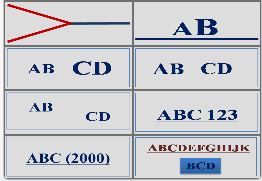 AB
AB CD
AB CD
AB
CD
ABC 123
ABC (2000)
ABCDEFGHIJK
BCD